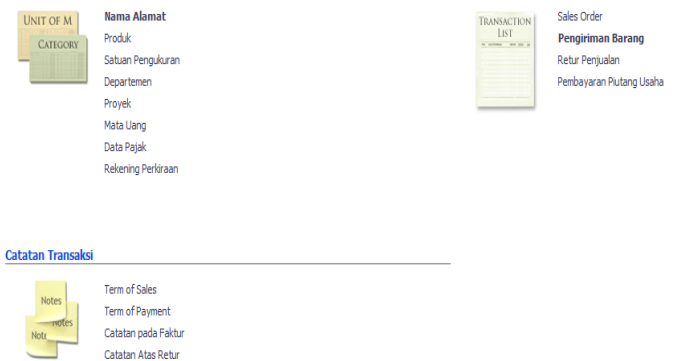 UNIT OF M
CATEGORY
Nama Alamat
Produk
Satuan Pengukuran
Departemen
Proyek
Mata Uang
Data Pajak
Rekening Perkiraan
TRANSACTION
LIST
Sales Order
Pengiriman Barang
Retur Penjualan
Pembayaran Piutang Usaha
Catatan Transaksi
Notes
Notes
Note
Term of Sales
Term of Payment
Catatan pada Faktur
Catatan Atas Retur